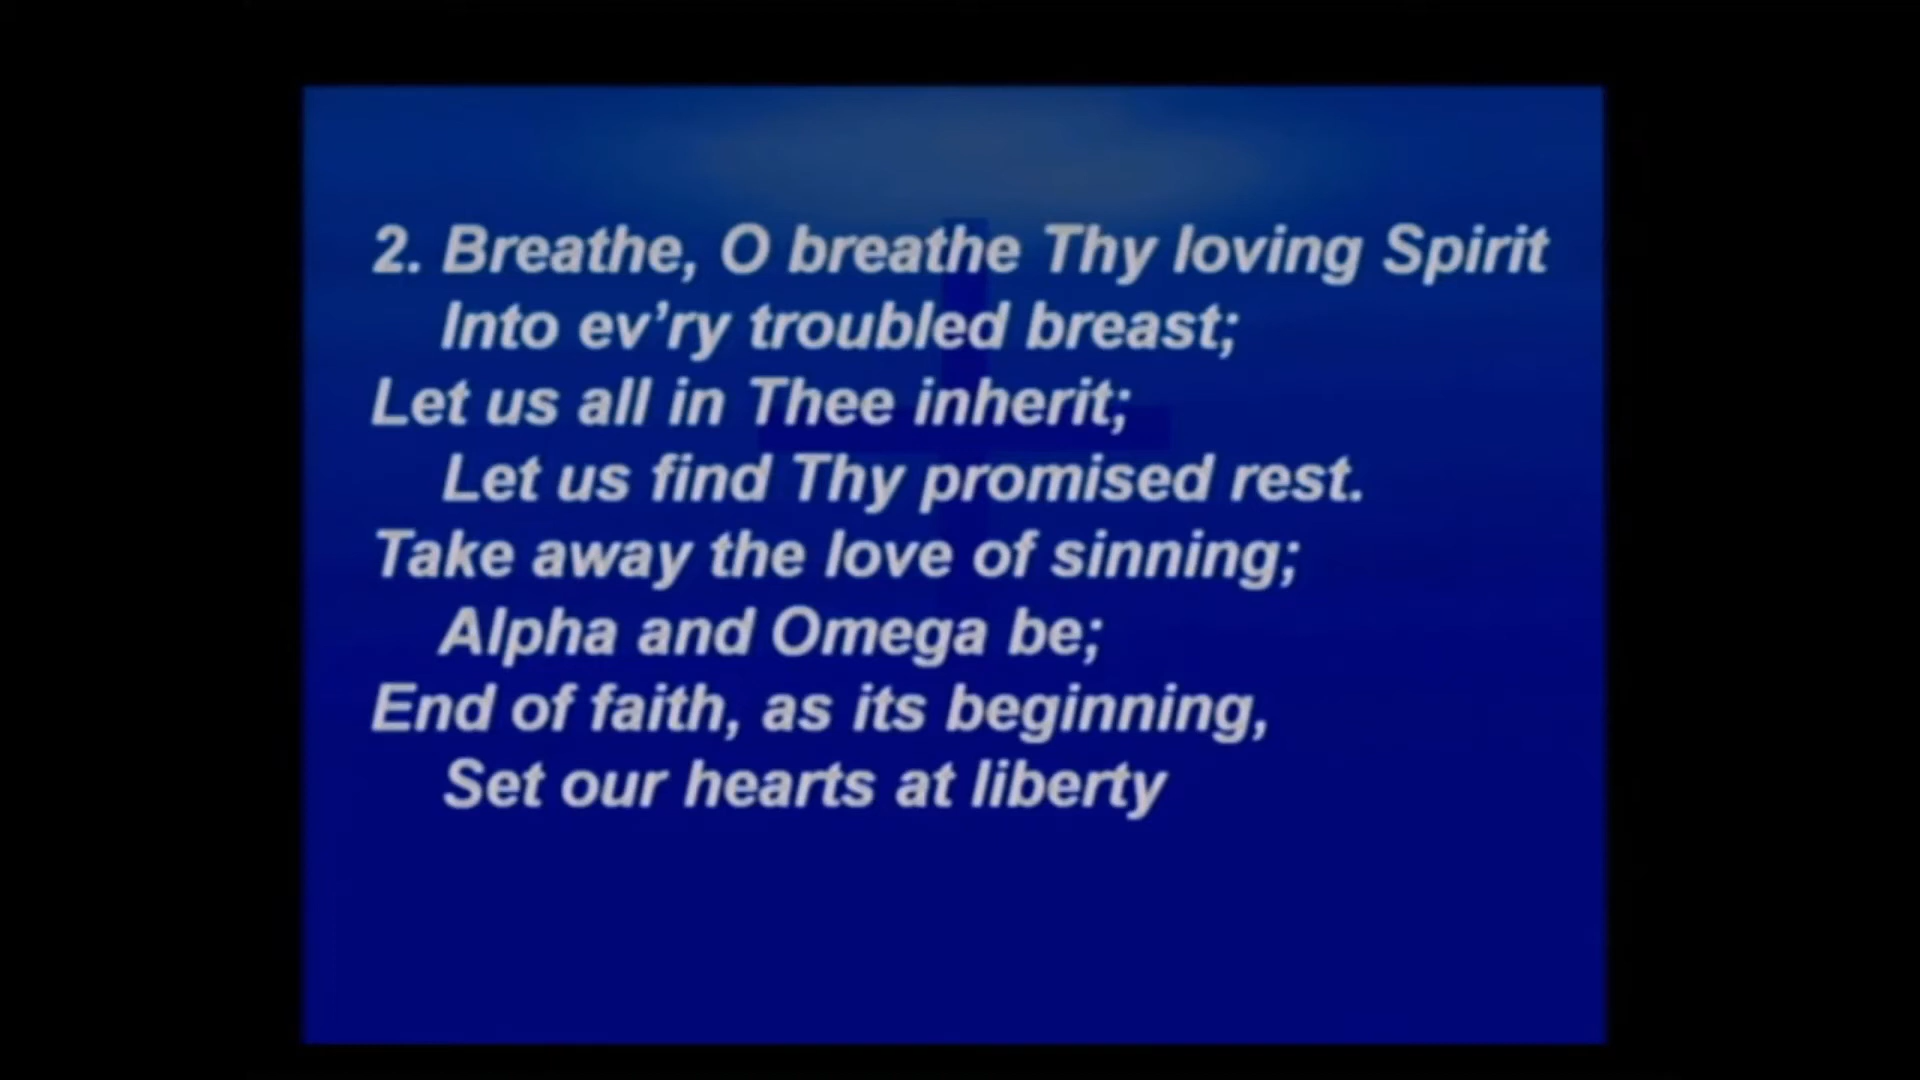 2. Breathe, O breathe Thy loving Spirit
Into ev’ry troubled breast;
Let us all in Thee inherit;
Let us find Thy promised rest.
Take away the love of sinning;
Alpha and Omega be;
End of faith, as its beginning,
Set our hearts at liberty